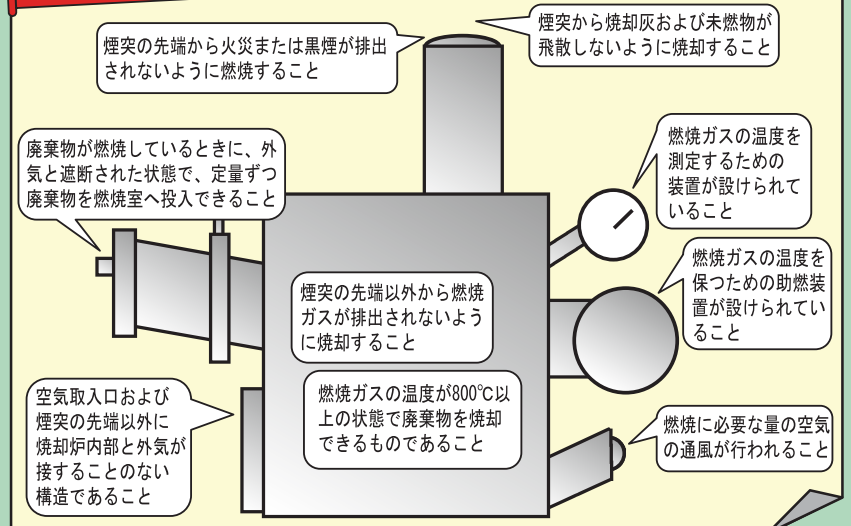 煙突の先端から火災または黒煙が排出
されないように燃焼すること
煙突から焼却灰および未燃物が
飛散しないように焼却すること
廃棄物が燃焼しているときに、外
気と遮断された状態で、定量ずつ
廃棄物を燃焼室へ投入できること
燃焼ガスの温度を
測定するための
装置が設けられて
いること
燃焼ガスの温度を
保つための助燃装
置が設けられてい
ること
煙突の先端以外から燃焼
ガスが排出されないよう
に焼却すること
燃焼ガスの温度が800℃以
上の状態で廃棄物を焼却
できるものであること
空気取入口および
煙突の先端以外に
焼却炉内部と外気が
接することのない
構造であること
燃焼に必要な量の空気
の通風が行われること